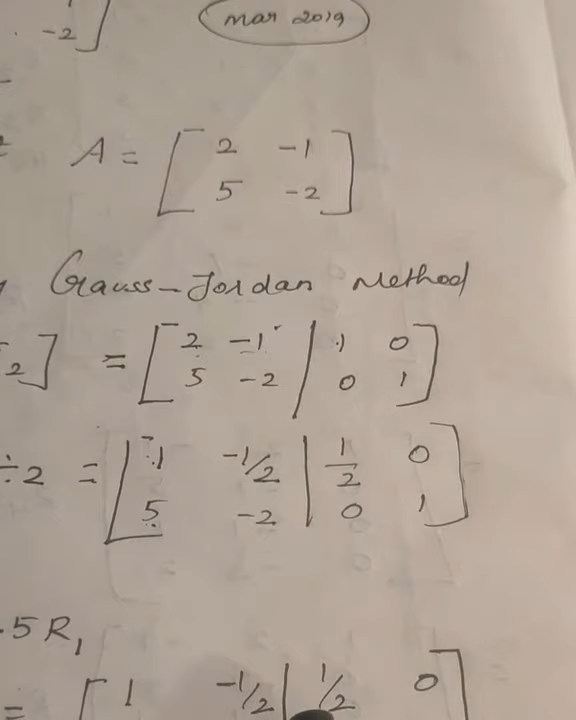 -2]
Mar 2019
A = [ 2 -1
5 -2 ]
Gauss-Jordan Method
2] = [ 2 -1 | 1 0
5 -2 | 0 1 ]
÷2 = [ 1 -1/2 | 1/2 0
5 -2 | 0 1 ]
5R₁
= [ 1 -1/2 | 1/2 0 ]